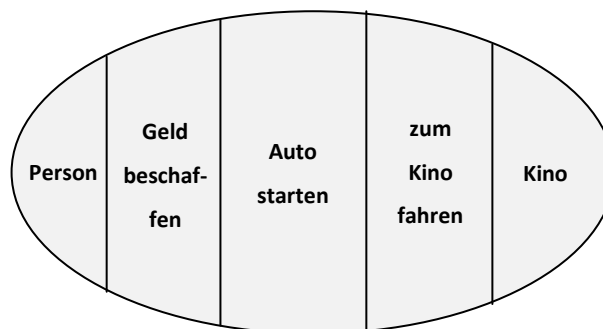 Person
Geld
beschaf-
fen
Auto
starten
zum
Kino
fahren
Kino